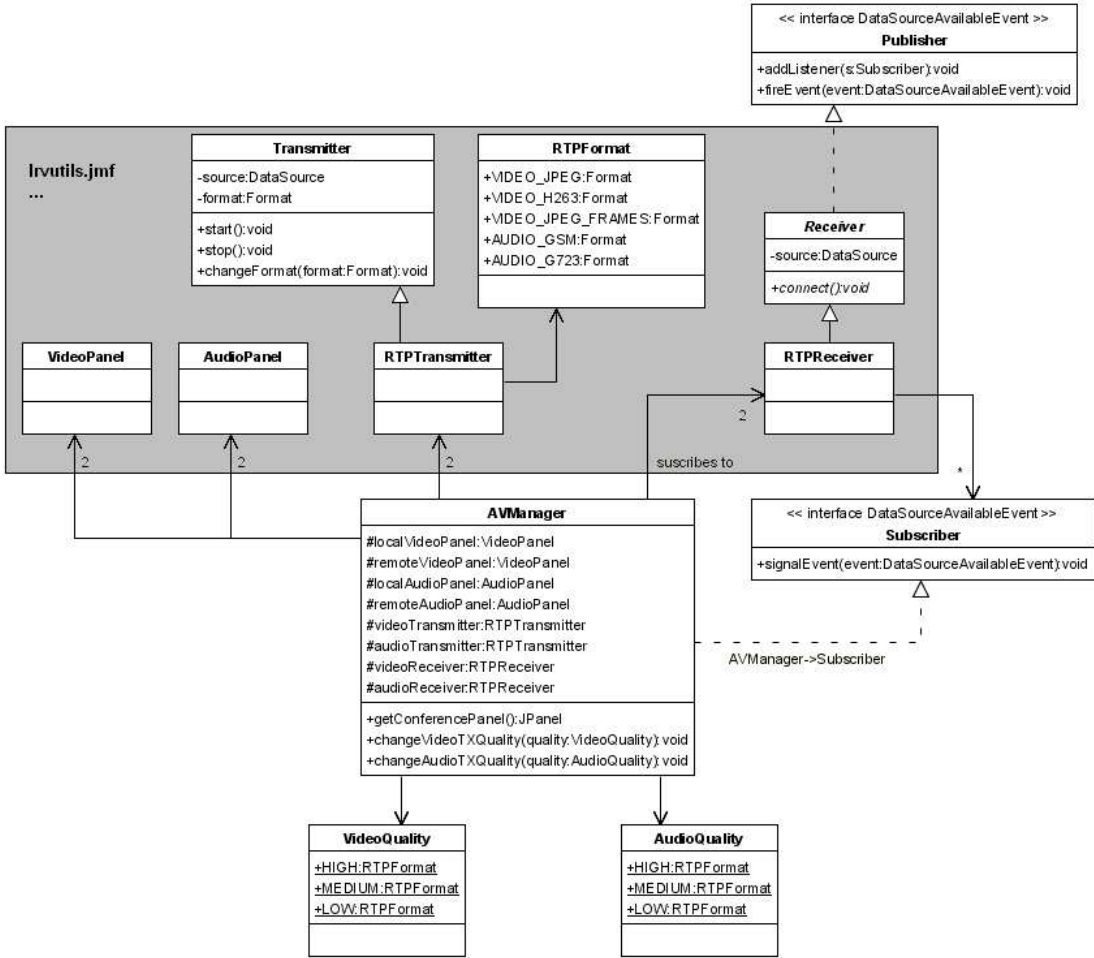 << interface DataSourceAvailableEvent >>
Publisher
+addListener(s:Subscriber):void
+fireEvent(event:DataSourceAvailableEvent):void
lrvutils.jmf
...
Transmitter
-source:DataSource
-format:Format
+start():void
+stop():void
+changeFormat(format:Format):void
RTPFormat
+VIDEO_JPEG:Format
+VIDEO_H263:Format
+VIDEO_JPEG_FRAMES:Format
+AUDIO_GSM:Format
+AUDIO_G723:Format
Receiver
-source:DataSource
+connect():void
VideoPanel
AudioPanel
RTPTransmitter
RTPReceiver
2
2
2
2
suscribes to
*
AVManager
#localVideoPanel:VideoPanel
#remoteVideoPanel:VideoPanel
#localAudioPanel:AudioPanel
#remoteAudioPanel:AudioPanel
#videoTransmitter:RTPTransmitter
#audioTransmitter:RTPTransmitter
#videoReceiver:RTPReceiver
#audioReceiver:RTPReceiver
+getConferencePanel():JPanel
+changeVideoTXQuality(quality:VideoQuality):void
+changeAudioTXQuality(quality:AudioQuality):void
<< interface DataSourceAvailableEvent >>
Subscriber
+signalEvent(event:DataSourceAvailableEvent):void
AVManager->Subscriber
VideoQuality
+HIGH:RTPFormat
+MEDIUM:RTPFormat
+LOW:RTPFormat
AudioQuality
+HIGH:RTPFormat
+MEDIUM:RTPFormat
+LOW:RTPFormat